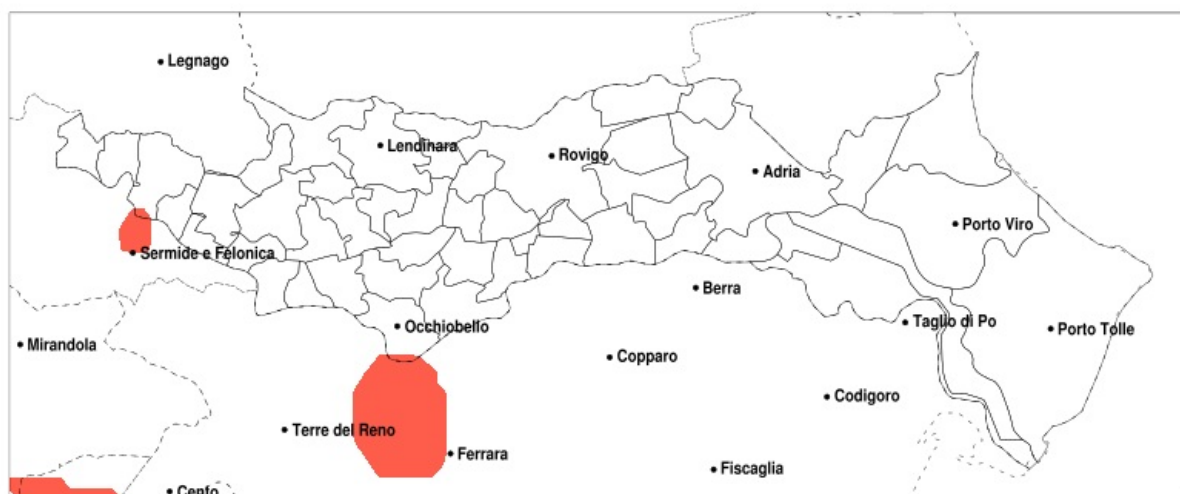 Legnago
Lendinara
Rovigo
Adria
Porto Viro
Sermide e Felonica
Berra
Occhiobello
Taglio di Po
Porto Tolle
Mirandola
Copparo
Codigoro
Terre del Reno
Ferrara
Fiscaglia
Cento